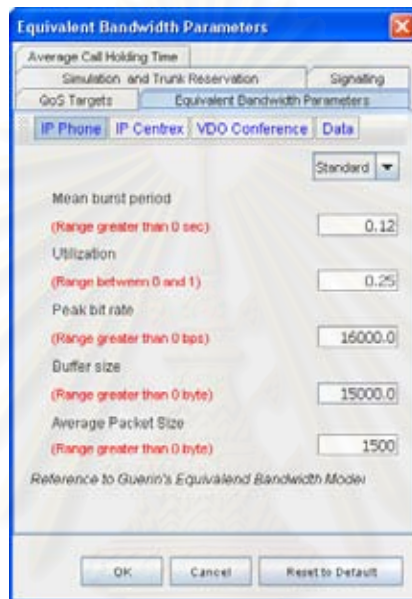 Equivalent Bandwidth Parameters
Average Call Holding Time
Simulation and Trunk Reservation Signalling
QoS Targets Equivalent Bandwidth Parameters
IP Phone IP Centrex VDO Conference Data
Standard
Mean burst period
(Range greater than 0 sec) 0.12
Utilization
(Range between 0 and 1) 0.25
Peak bit rate
(Range greater than 0 bps) 16000.0
Buffer size
(Range greater than 0 byte) 15000.0
Average Packet Size
(Range greater than 0 byte) 1500
Reference to Guerin's Equivalend Bandwidth Model
OK Cancel Reset to Default